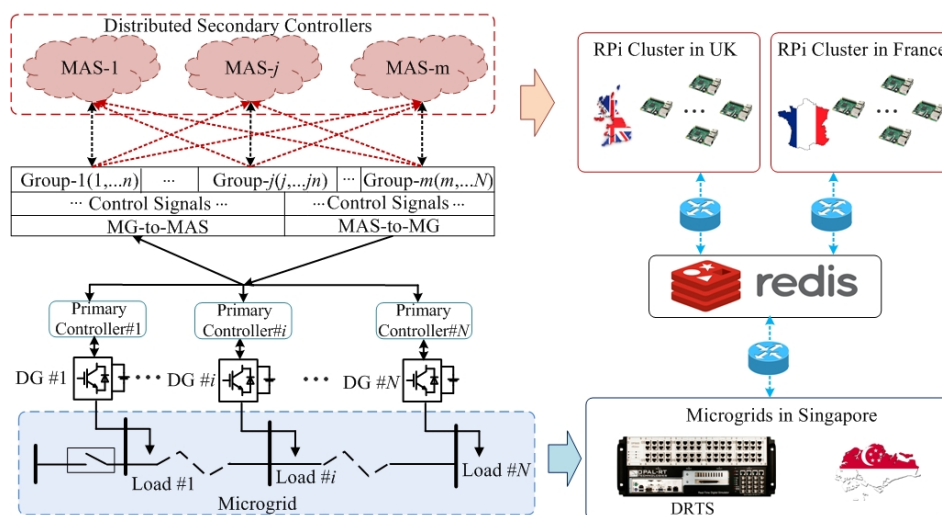 Distributed Secondary Controllers
MAS-1
MAS-j
MAS-m
Group-1(1,...n)
...
Group-j(j,...jn)
...
Group-m(m,...N)
··· Control Signals ···
··· Control Signals ···
MG-to-MAS
MAS-to-MG
Primary
Controller#1
Primary
Controller#i
Primary
Controller#N
DG #1
DG #i
DG #N
Load #1
Load #i
Load #N
Microgrid
RPi Cluster in UK
RPi Cluster in France
redis
Microgrids in Singapore
OPAL-RT
DRTS